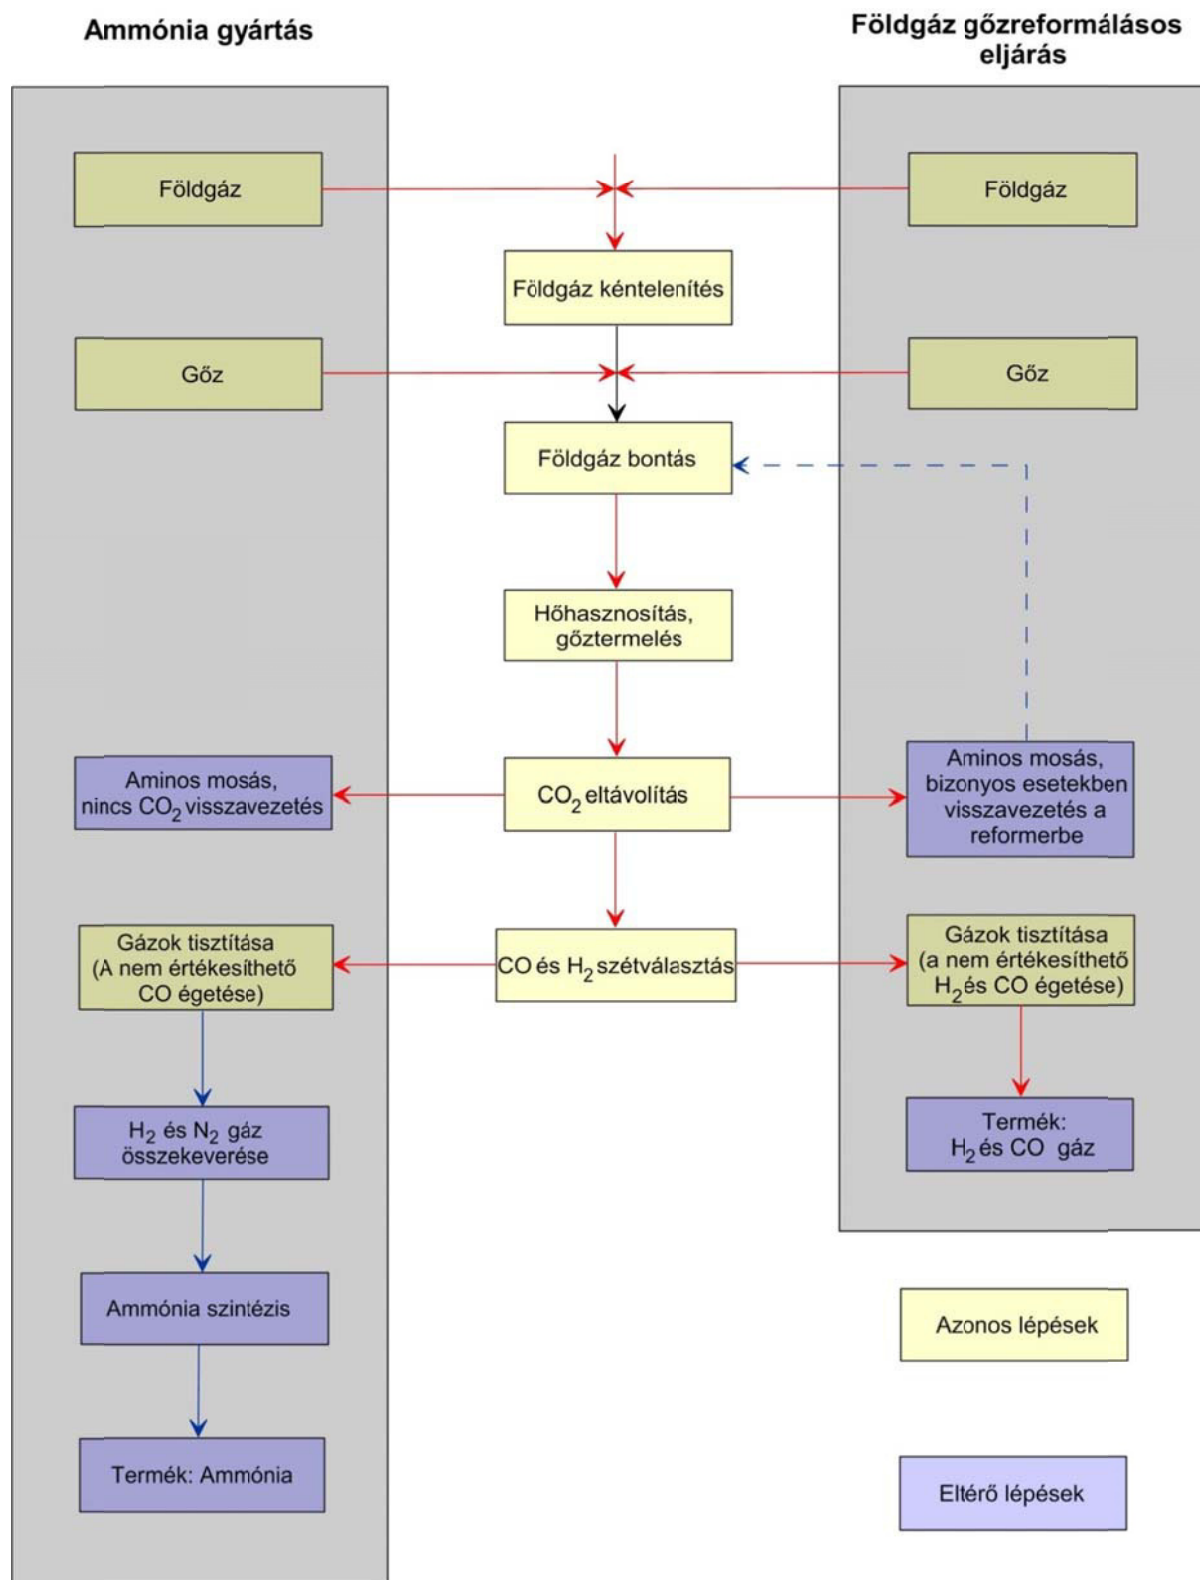 Ammónia gyártás
Földgáz gőzreformálásos
eljárás
Földgáz
Földgáz
Földgáz kéntelenítés
Gőz
Gőz
Földgáz bontás
Hőhasznosítás,
gőztermelés
Aminos mosás,
nincs CO₂ visszavezetés
CO₂ eltávolítás
Aminos mosás,
bizonyos esetekben
visszavezetés a
reformerbe
Gázok tisztítása
(A nem értékesíthető
CO égetése)
CO és H₂ szétválasztás
Gázok tisztítása
(a nem értékesíthető
H₂ és CO égetése)
H₂ és N₂ gáz
összekeverése
Termék:
H₂ és CO gáz
Ammónia szintézis
Azonos lépések
Termék: Ammónia
Eltérő lépések